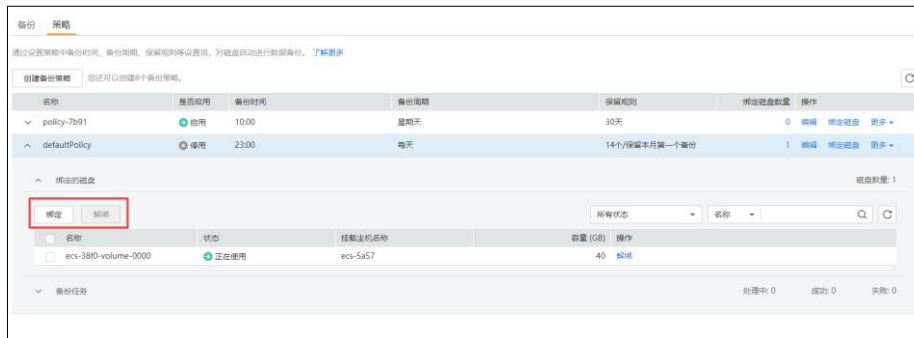 备份 策略
通过设置策略中备份时间、备份周期、保留规则等设置项，对磁盘自动进行数据备份。 了解更多
创建备份策略 您还可以创建8个备份策略。
名称 是否启用 备份时间 备份周期 保留规则 绑定磁盘数量 操作
policy-7b91 启用 10:00 星期天 30天 0 编辑 绑定磁盘 更多
defaultPolicy 停用 23:00 每天 14个/保留本月第一个备份 1 编辑 绑定磁盘 更多
绑定的磁盘 磁盘数量: 1
绑定 解绑 所有状态 名称
名称 状态 挂载主机名称 容量 (GB) 操作
ecs-38f0-volume-0000 正在使用 ecs-5a57 40 解绑
备份任务 处理中: 0 成功: 0 失败: 0